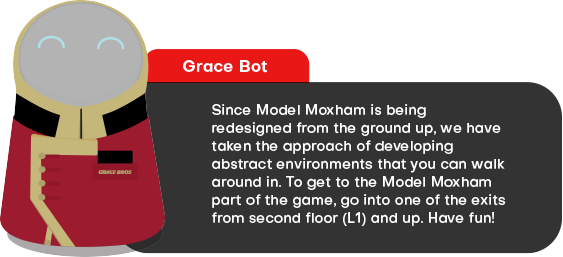 Grace Bot
Since Model Moxham is being
redesigned from the ground up, we have
taken the approach of developing
abstract environments that you can walk
around in. To get to the Model Moxham
part of the game, go into one of the exits
from second floor (L1) and up. Have fun!
GRACE BROS